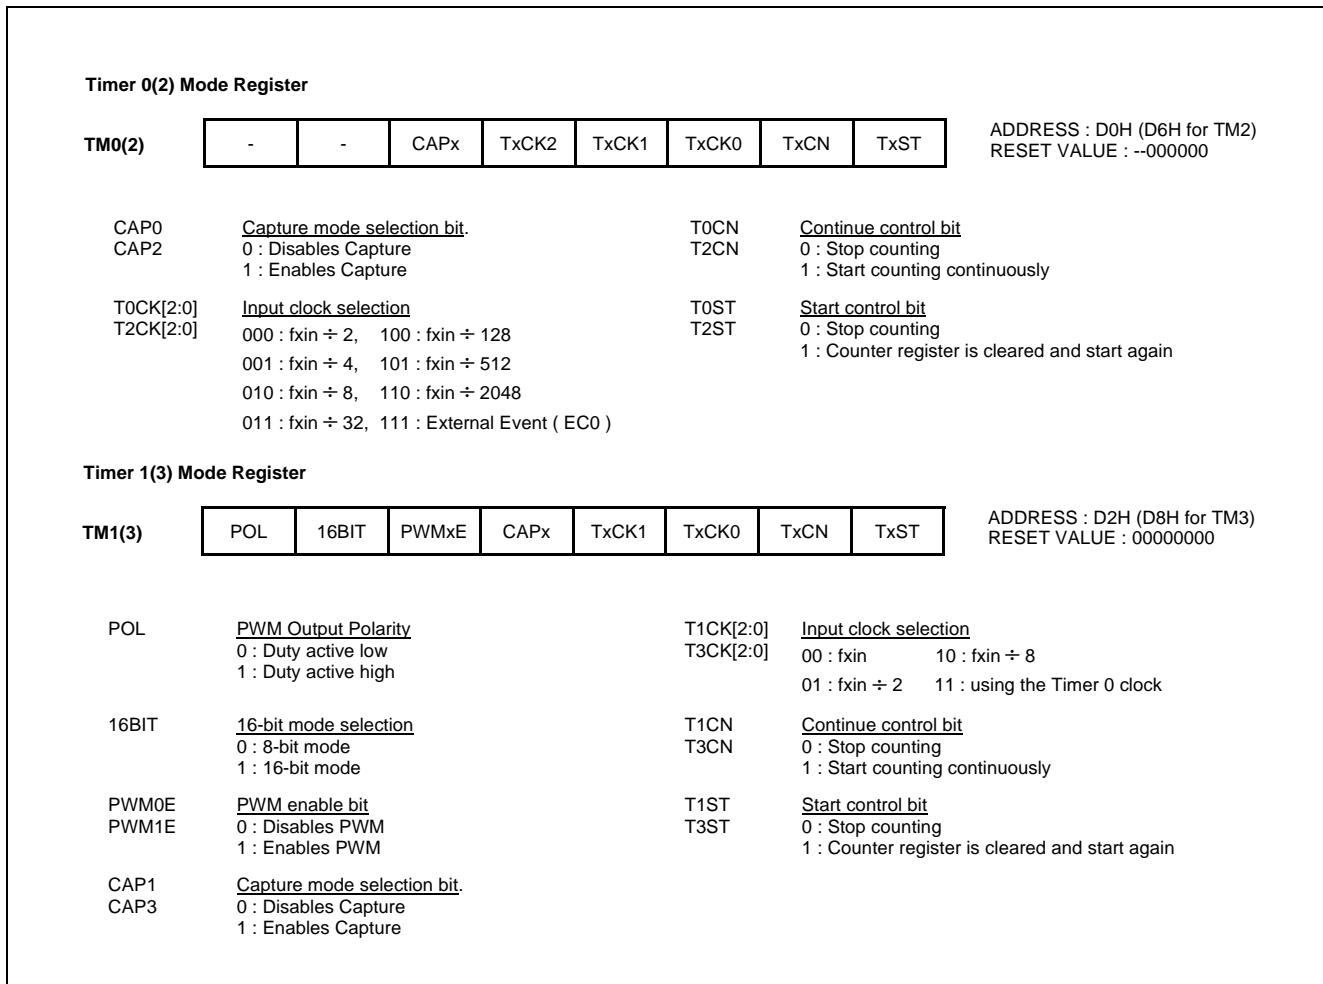 Timer 0(2) Mode Register
TM0(2) - - CAPx TxCK2 TxCK1 TxCK0 TxCN TxST
ADDRESS : D0H (D6H for TM2)
RESET VALUE : --000000
CAP0
CAP2
Capture mode selection bit.
0 : Disables Capture
1 : Enables Capture
T0CN
T2CN
Continue control bit
0 : Stop counting
1 : Start counting continuously
T0CK[2:0]
T2CK[2:0]
Input clock selection
000 : fxin ÷ 2, 100 : fxin ÷ 128
001 : fxin ÷ 4, 101 : fxin ÷ 512
010 : fxin ÷ 8, 110 : fxin ÷ 2048
011 : fxin ÷ 32, 111 : External Event ( EC0 )
T0ST
T2ST
Start control bit
0 : Stop counting
1 : Counter register is cleared and start again
Timer 1(3) Mode Register
TM1(3) POL 16BIT PWMxE CAPx TxCK1 TxCK0 TxCN TxST
ADDRESS : D2H (D8H for TM3)
RESET VALUE : 00000000
POL
PWM Output Polarity
0 : Duty active low
1 : Duty active high
T1CK[2:0]
T3CK[2:0]
Input clock selection
00 : fxin 10 : fxin ÷ 8
01 : fxin ÷ 2 11 : using the Timer 0 clock
16BIT
16-bit mode selection
0 : 8-bit mode
1 : 16-bit mode
T1CN
T3CN
Continue control bit
0 : Stop counting
1 : Start counting continuously
PWM0E
PWM1E
PWM enable bit
0 : Disables PWM
1 : Enables PWM
T1ST
T3ST
Start control bit
0 : Stop counting
1 : Counter register is cleared and start again
CAP1
CAP3
Capture mode selection bit.
0 : Disables Capture
1 : Enables Capture